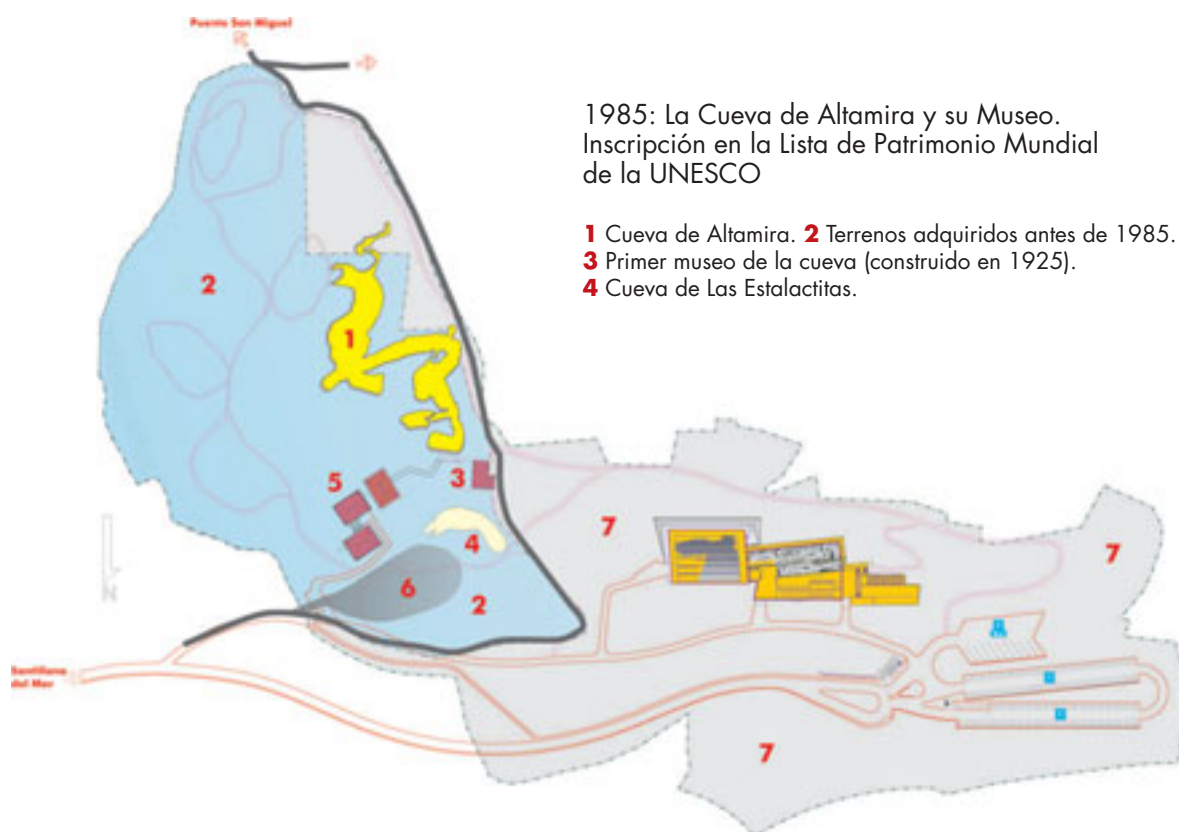 Puente San Miguel
1985: La Cueva de Altamira y su Museo.
Inscripción en la Lista de Patrimonio Mundial
de la UNESCO
1 Cueva de Altamira. 2 Terrenos adquiridos antes de 1985.
3 Primer museo de la cueva (construido en 1925).
4 Cueva de Las Estalactitas.
2
1
5
3
4
7
7
6
2
N
Santillana
del Mar
7